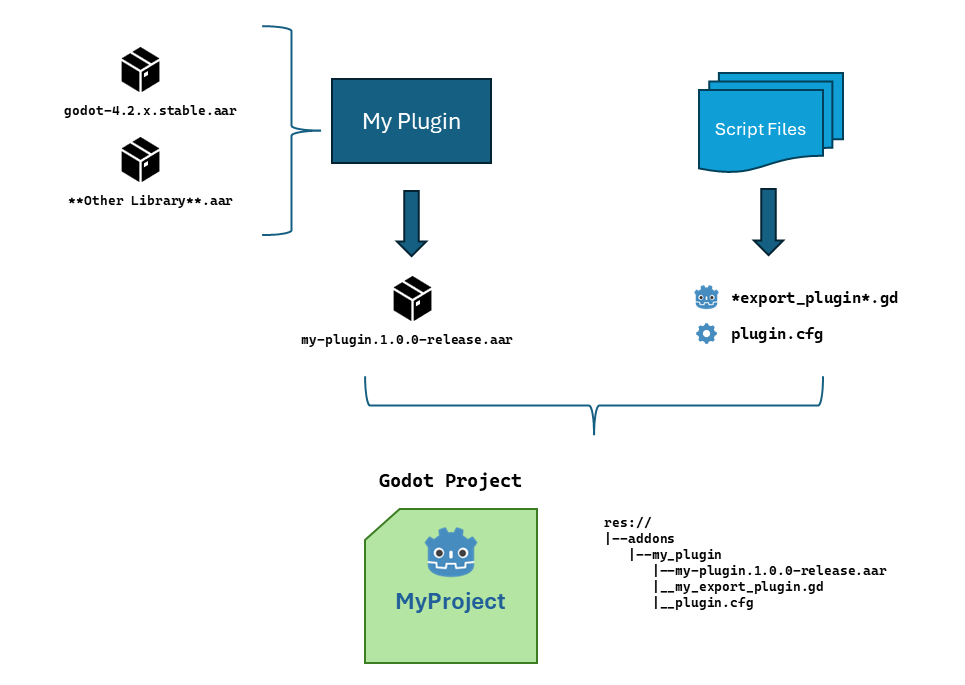 godot-4.2.x.stable.aar
**Other Library**.aar
My Plugin
my-plugin.1.0.0-release.aar
Script Files
*export_plugin*.gd
plugin.cfg
Godot Project
MyProject
res://
|--addons
   |--my_plugin
      |--my-plugin.1.0.0-release.aar
      |__my_export_plugin.gd
      |__plugin.cfg